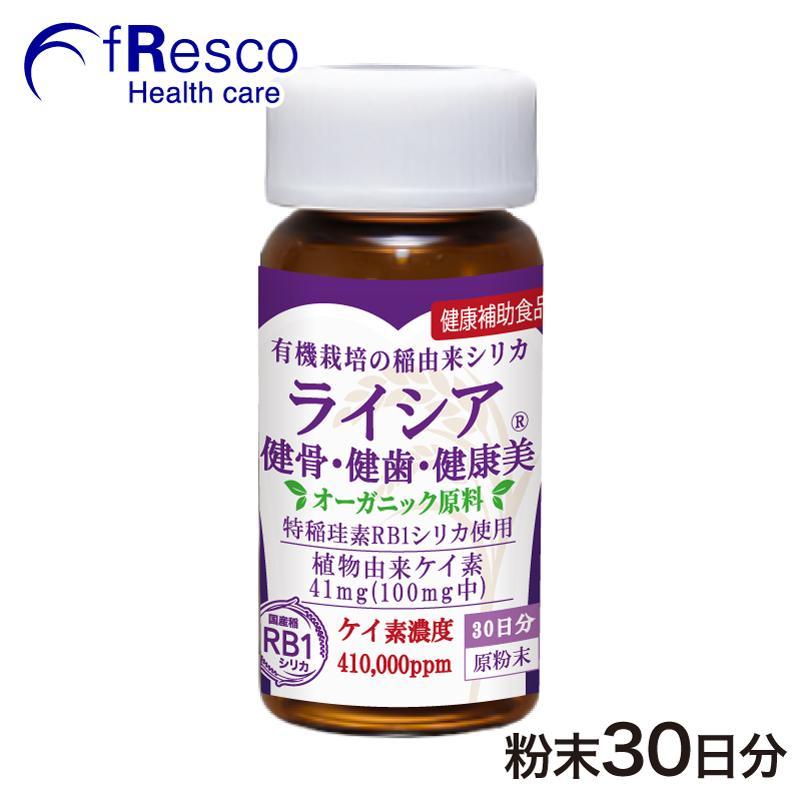 fResco
Health care
健康補助食品
有機栽培の稲由来シリカ
ライシア®
健骨・健歯・健康美
オーガニック原料
特稲珪素RB1シリカ使用
植物由来ケイ素
41mg(100mg中)
国産稲
RB1
シリカ
ケイ素濃度
410,000ppm
30日分
原粉末
粉末30日分